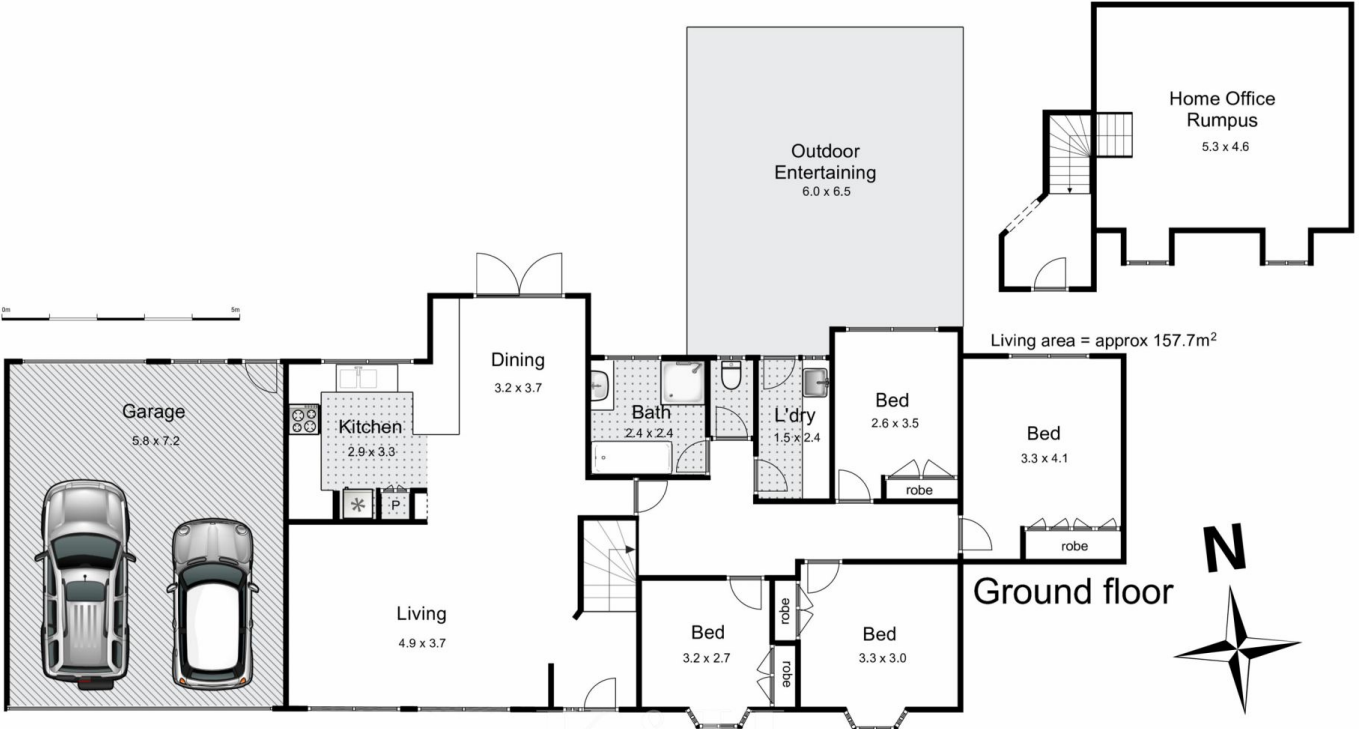 Home Office
Rumpus
5.3 x 4.6
Outdoor
Entertaining
6.0 x 6.5
0m
5m
Living area = approx 157.7m²
Dining
3.2 x 3.7
Garage
5.8 x 7.2
Kitchen
2.9 x 3.3
P
Bath
2.4 x 2.4
L'dry
1.5 x 2.4
Bed
2.6 x 3.5
robe
Bed
3.3 x 4.1
robe
N
Ground floor
Living
4.9 x 3.7
Bed
3.2 x 2.7
robe
robe
Bed
3.3 x 3.0